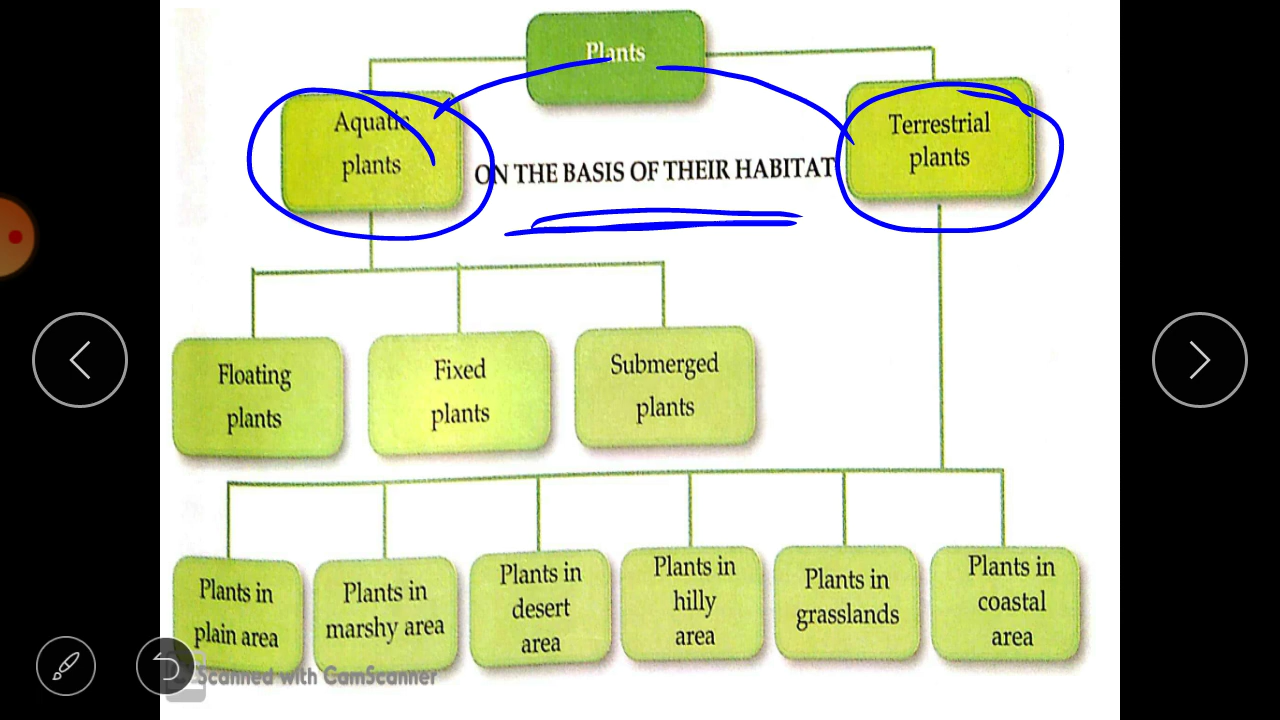 Plants
Aquatic
plants
Terrestrial
plants
ON THE BASIS OF THEIR HABITAT
Floating
plants
Fixed
plants
Submerged
plants
Plants in
plain area
Plants in
marshy area
Plants in
desert
area
Plants in
hilly
area
Plants in
grasslands
Plants in
coastal
area
Scanned with CamScanner